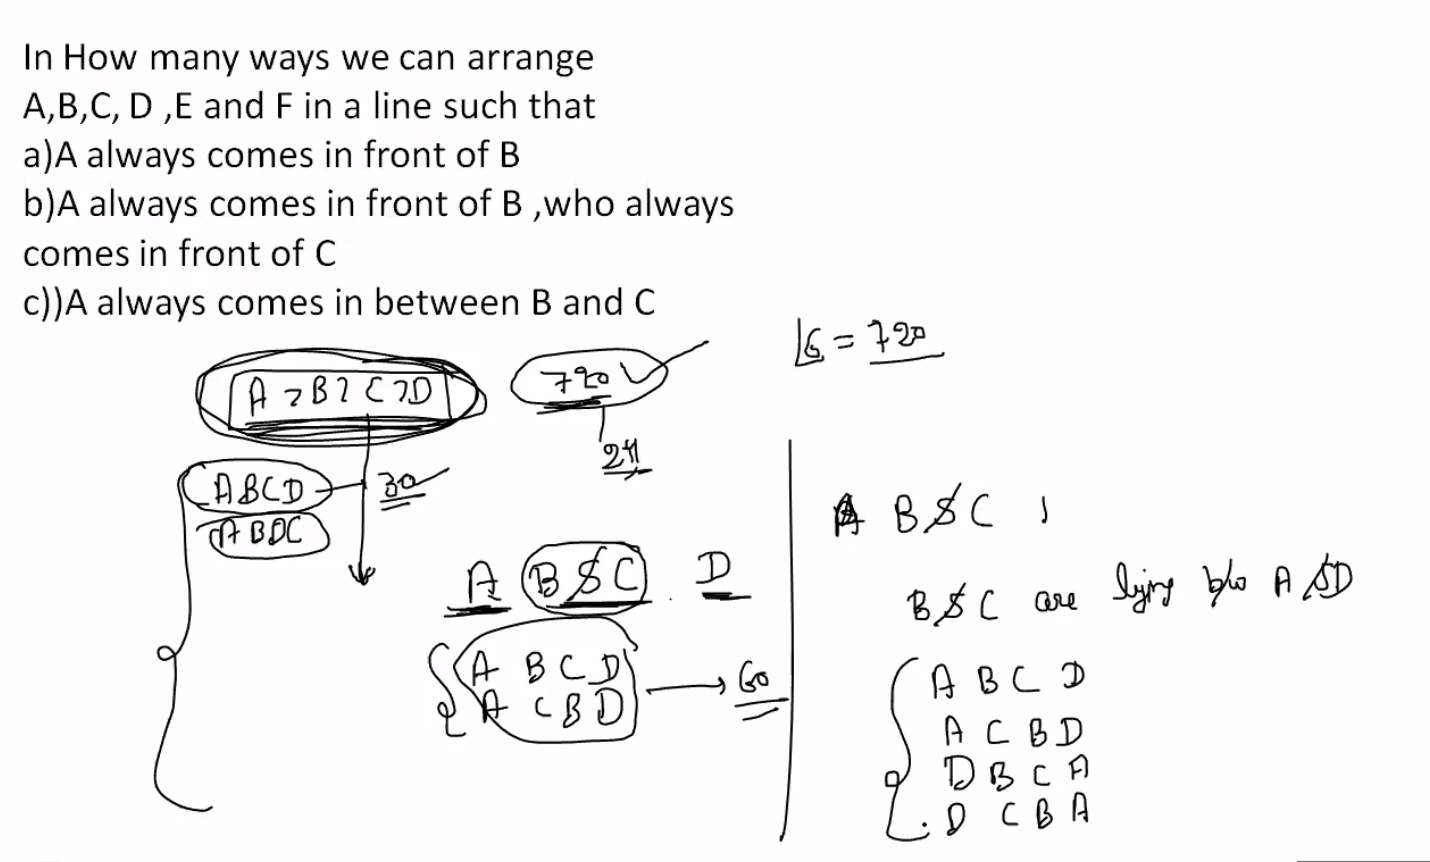 In How many ways we can arrange
A,B,C, D ,E and F in a line such that
a)A always comes in front of B
b)A always comes in front of B ,who always
comes in front of C
c))A always comes in between B and C
6 = 720
A > B > C > D
720
24
ABCD
30
ABDC
A B & C D
A B C D
A C B D
60
A B & C
B & C are lying b/w A & D
A B C D
A C B D
D B C A
D C B A